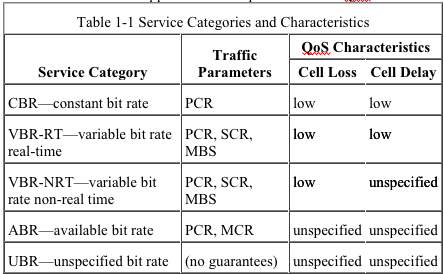 Table 1-1 Service Categories and Characteristics
Service Category Traffic Parameters QoS Characteristics
Cell Loss Cell Delay
CBR—constant bit rate PCR low low
VBR-RT—variable bit rate PCR, SCR, low low
real-time MBS
VBR-NRT—variable PCR, SCR, low unspecified
bit rate non-real time MBS
ABR—available bit rate PCR, MCR unspecified unspecified
UBR—unspecified bit rate (no guarantees) unspecified unspecified